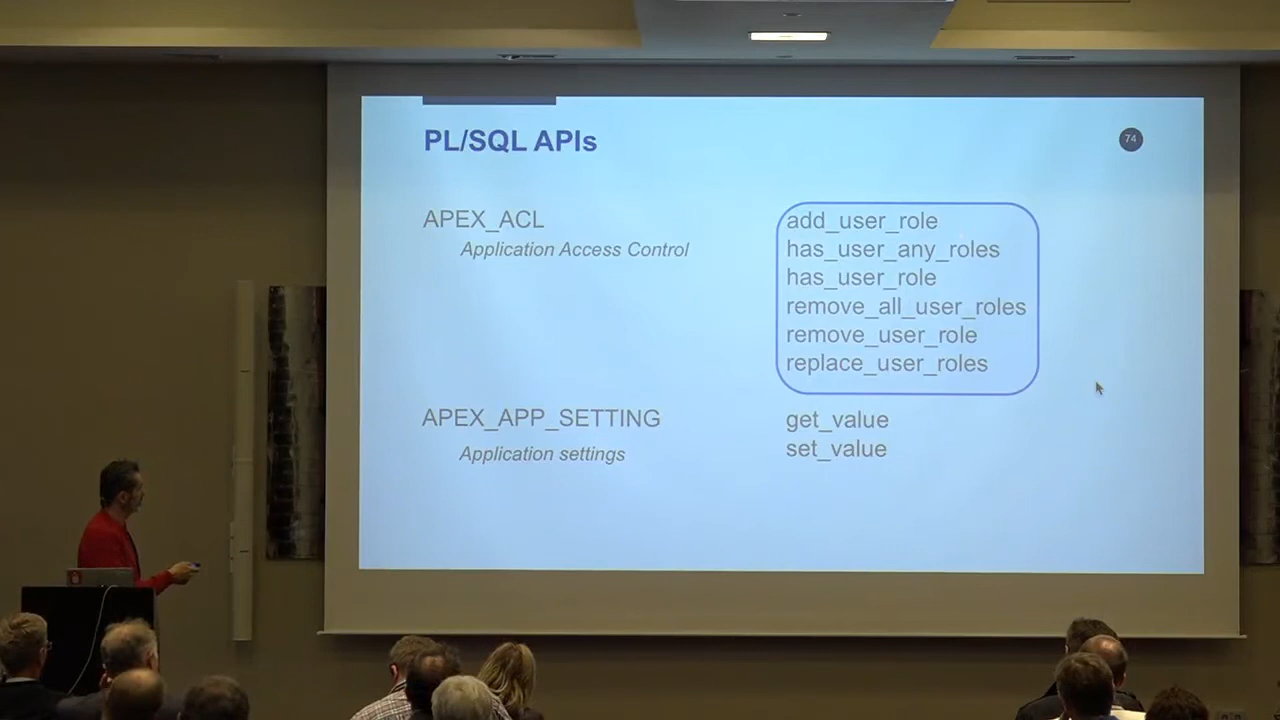 PL/SQL APIs
74
APEX_ACL
Application Access Control
add_user_role
has_user_any_roles
has_user_role
remove_all_user_roles
remove_user_role
replace_user_roles
APEX_APP_SETTING
Application settings
get_value
set_value